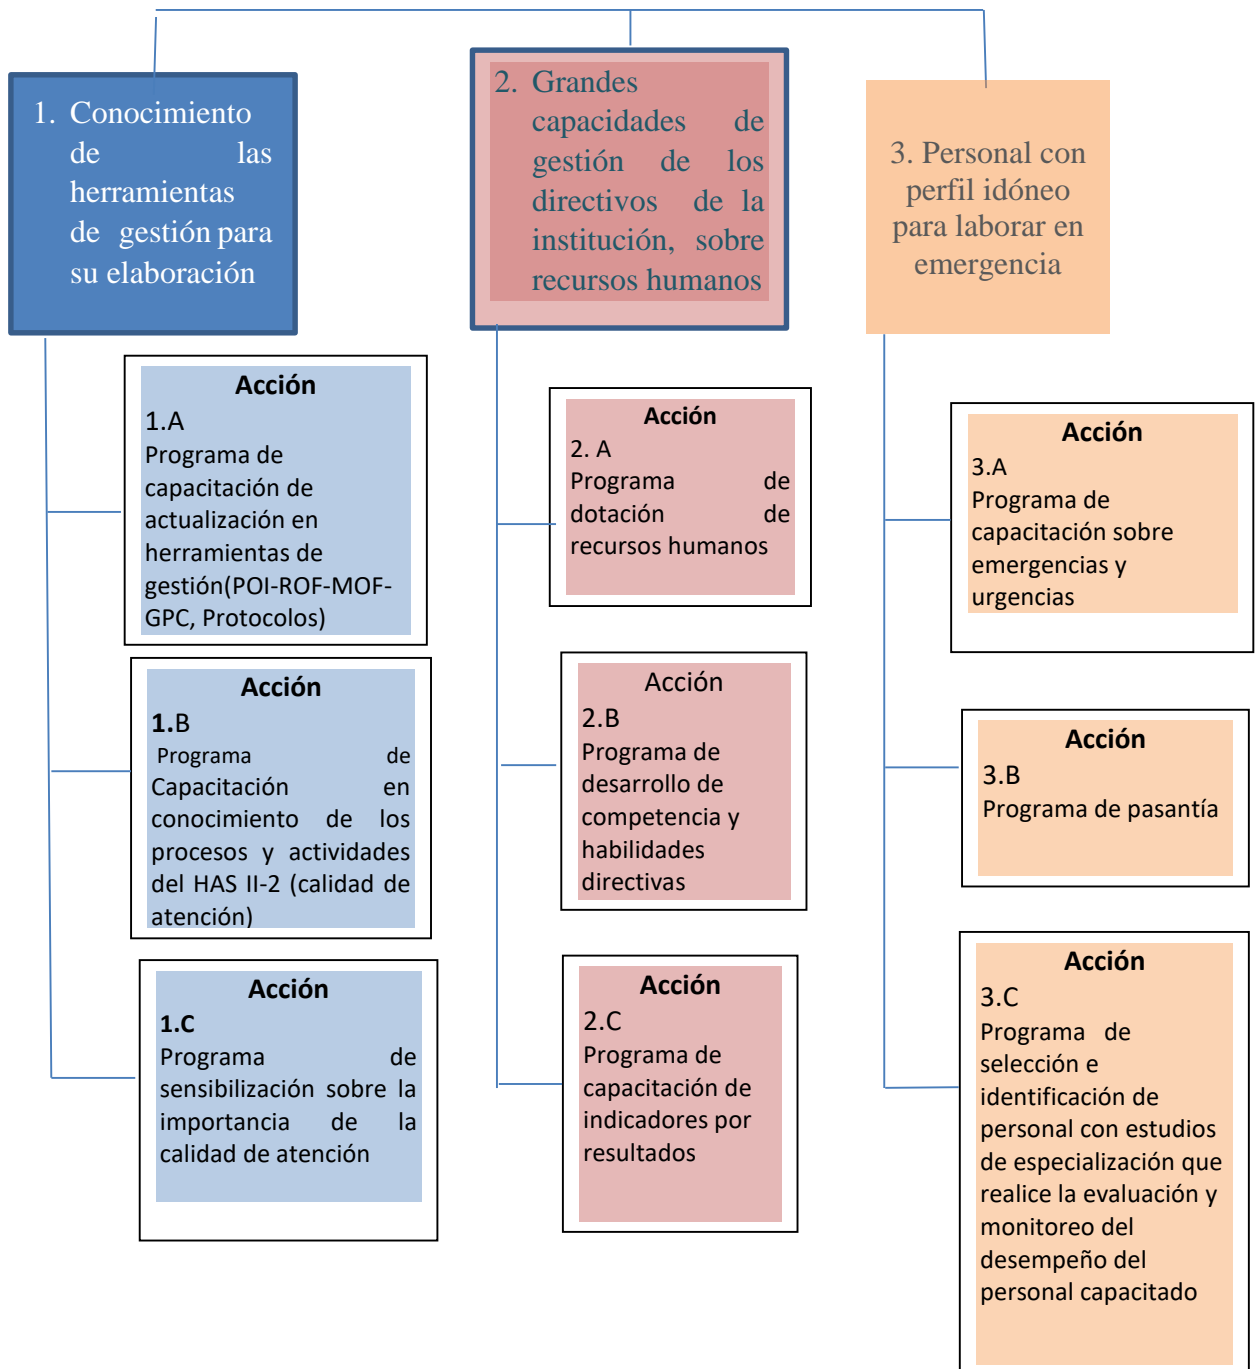 1. Conocimiento
de las
herramientas
de gestión para
su elaboración
2. Grandes
capacidades de
gestión de los
directivos de la
institución, sobre
recursos humanos
3. Personal con
perfil idóneo
para laborar en
emergencia
Acción
1.A
Programa de
capacitación de
actualización en
herramientas de
gestión(POI-ROF-MOF-
GPC, Protocolos)
Acción
1.B
Programa de
Capacitación en
conocimiento de los
procesos y actividades
del HAS II-2 (calidad de
atención)
Acción
1.C
Programa de
sensibilización sobre la
importancia de la
calidad de atención
Acción
2. A
Programa de
dotación de
recursos humanos
Acción
2.B
Programa de
desarrollo de
competencia y
habilidades
directivas
Acción
2.C
Programa de
capacitación de
indicadores por
resultados
Acción
3.A
Programa de
capacitación sobre
emergencias y
urgencias
Acción
3.B
Programa de pasantía
Acción
3.C
Programa de
selección e
identificación de
personal con estudios
de especialización que
realice la evaluación y
monitoreo del
desempeño del
personal capacitado